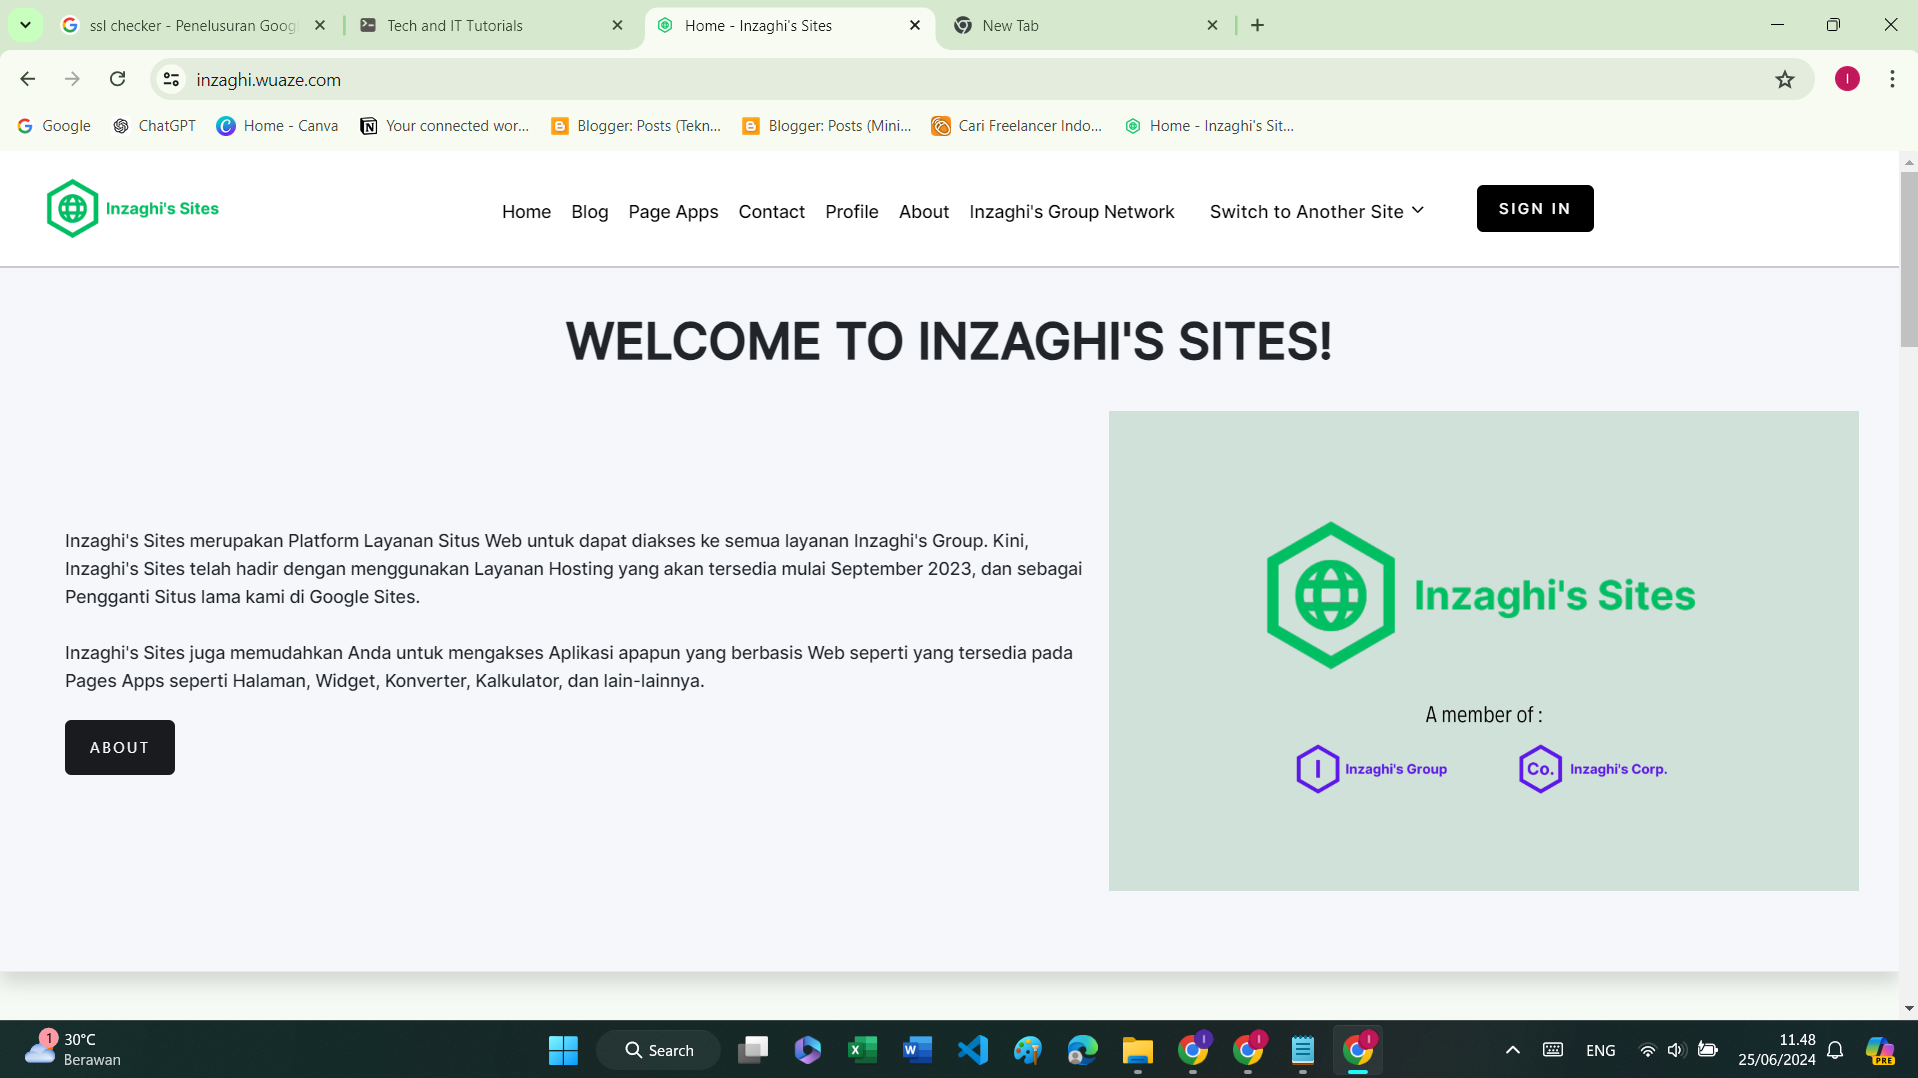 ssl checker - Penelusuran Goog
Tech and IT Tutorials
Home - Inzaghi's Sites
New Tab
inzaghi.wuaze.com
I
Google
ChatGPT
Home - Canva
Your connected wor...
Blogger: Posts (Tekn...
Blogger: Posts (Mini...
Cari Freelancer Indo...
Home - Inzaghi's Sit...
Inzaghi's Sites
Home
Blog
Page Apps
Contact
Profile
About
Inzaghi's Group Network
Switch to Another Site
SIGN IN
WELCOME TO INZAGHI'S SITES!
Inzaghi's Sites merupakan Platform Layanan Situs Web untuk dapat diakses ke semua layanan Inzaghi's Group. Kini,
Inzaghi's Sites telah hadir dengan menggunakan Layanan Hosting yang akan tersedia mulai September 2023, dan sebagai
Pengganti Situs lama kami di Google Sites.
Inzaghi's Sites juga memudahkan Anda untuk mengakses Aplikasi apapun yang berbasis Web seperti yang tersedia pada
Pages Apps seperti Halaman, Widget, Konverter, Kalkulator, dan lain-lainnya.
ABOUT
Inzaghi's Sites
A member of :
I Inzaghi's Group
Co. Inzaghi's Corp.
1
30°C
Berawan
Search
ENG
11.48
25/06/2024
PRE